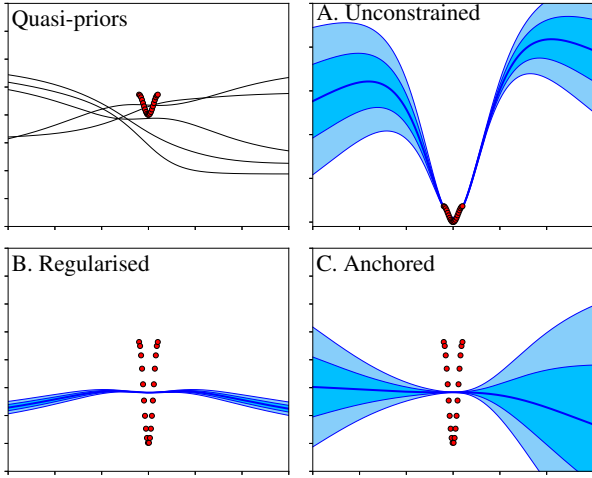 Quasi-priors
A. Unconstrained
B. Regularised
C. Anchored